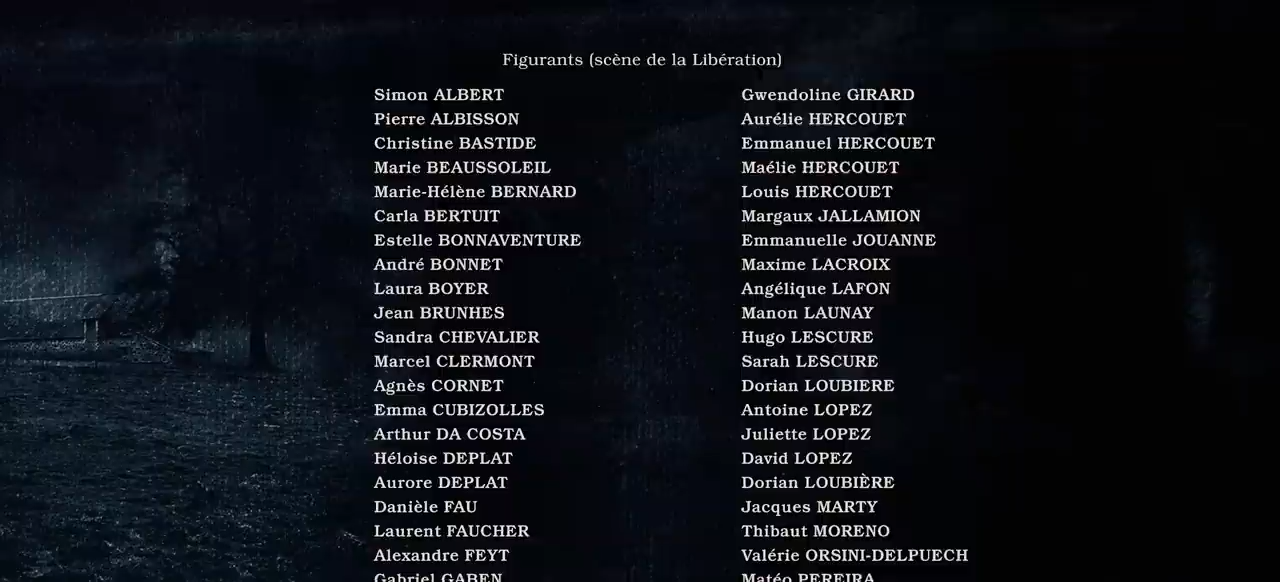 Figurants (scène de la Libération)
Simon ALBERT
Pierre ALBISSON
Christine BASTIDE
Marie BEAUSSOLEIL
Marie-Hélène BERNARD
Carla BERTUIT
Estelle BONNAVENTURE
André BONNET
Laura BOYER
Jean BRUNHES
Sandra CHEVALIER
Marcel CLERMONT
Agnès CORNET
Emma CUBIZOLLES
Arthur DA COSTA
Héloise DEPLAT
Aurore DEPLAT
Danièle FAU
Laurent FAUCHER
Alexandre FEYT
Gabriel GABEN
Gwendoline GIRARD
Aurélie HERCOUET
Emmanuel HERCOUET
Maélie HERCOUET
Louis HERCOUET
Margaux JALLAMION
Emmanuelle JOUANNE
Maxime LACROIX
Angélique LAFON
Manon LAUNAY
Hugo LESCURE
Sarah LESCURE
Dorian LOUBIERE
Antoine LOPEZ
Juliette LOPEZ
David LOPEZ
Dorian LOUBIÈRE
Jacques MARTY
Thibaut MORENO
Valérie ORSINI-DELPUECH
Matéo PEREIRA